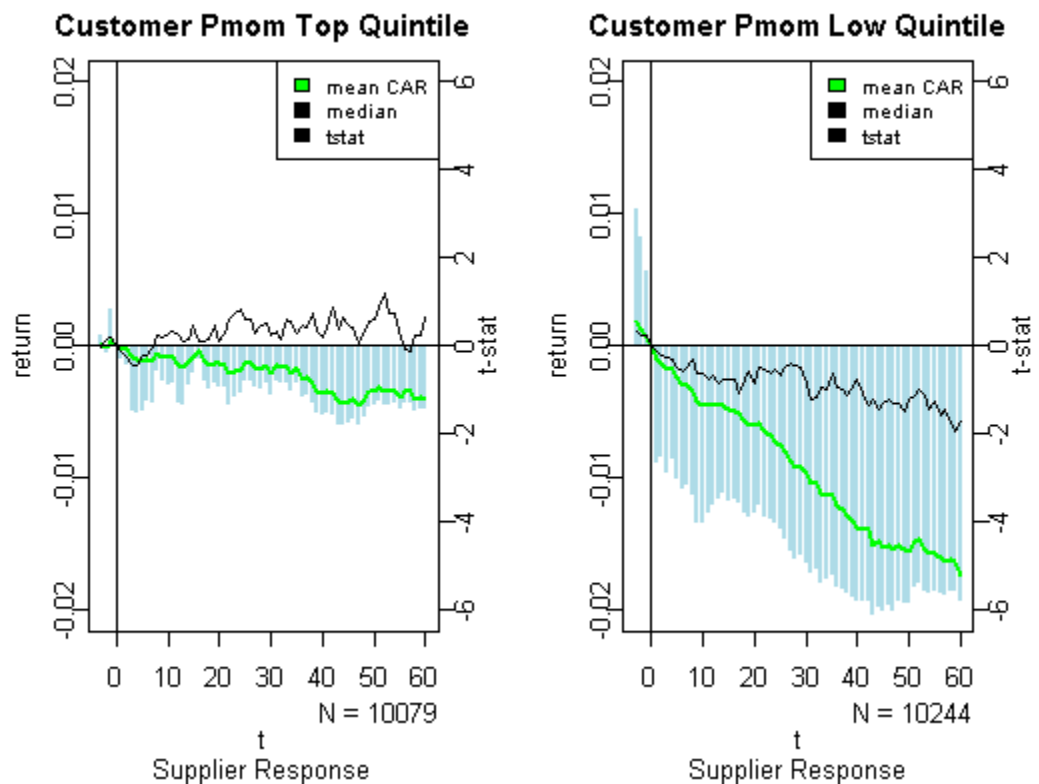 Customer Pmom Top Quintile
mean CAR
median
tstat
0.02
0.01
0.00
-0.01
-0.02
return
6
4
2
0
-2
-4
-6
t-stat
0 10 20 30 40 50 60
N = 10079
t
Supplier Response
Customer Pmom Low Quintile
mean CAR
median
tstat
0.02
0.01
0.00
-0.01
-0.02
return
6
4
2
0
-2
-4
-6
t-stat
0 10 20 30 40 50 60
N = 10244
t
Supplier Response